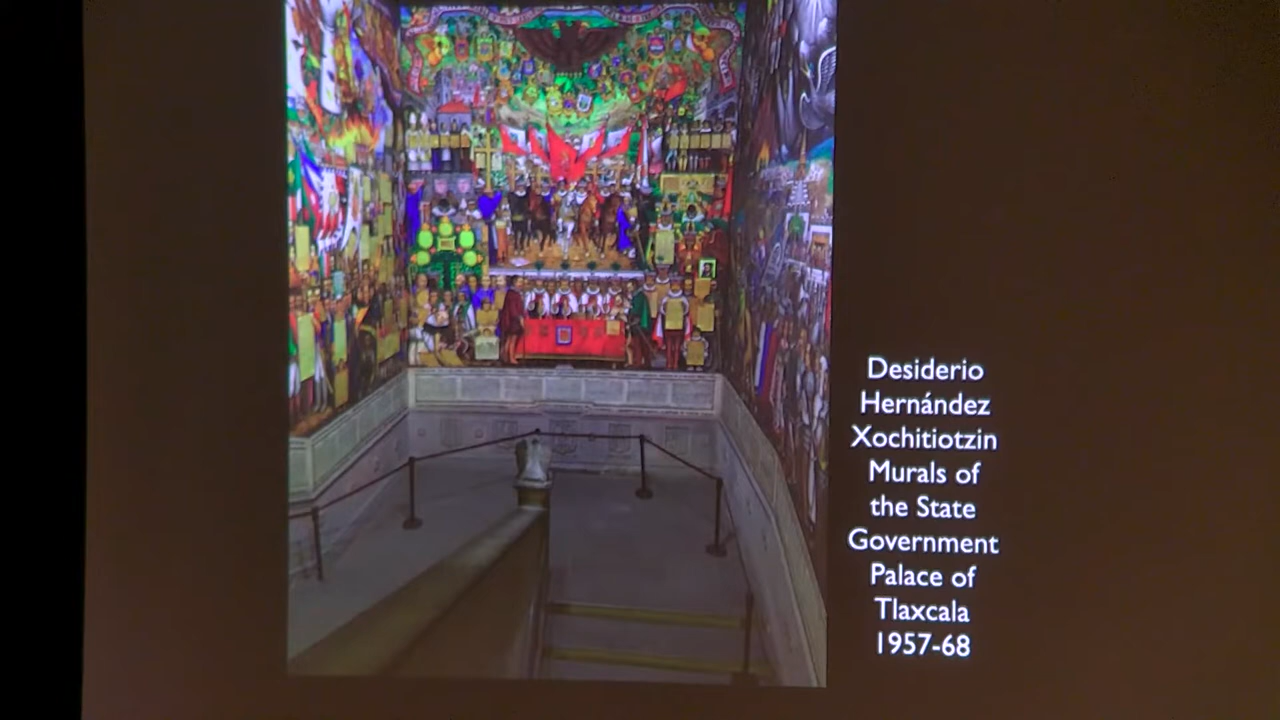 Desiderio
Hernández
Xochitiotzin
Murals of
the State
Government
Palace of
Tlaxcala
1957-68